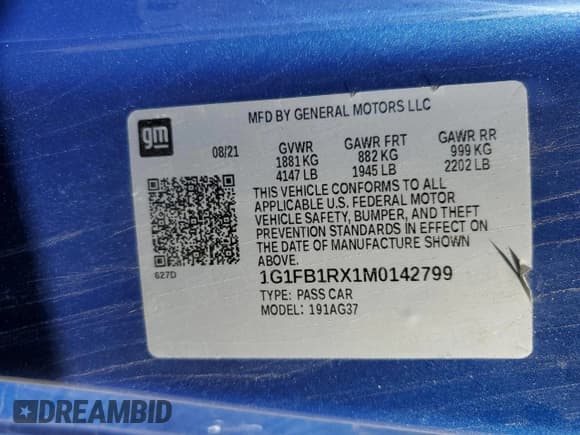 MFD BY GENERAL MOTORS LLC
gm
08/21
GVWR GAWR FRT GAWR RR
1881 KG 882 KG 999 KG
4147 LB 1945 LB 2202 LB
THIS VEHICLE CONFORMS TO ALL
APPLICABLE U.S. FEDERAL MOTOR
VEHICLE SAFETY, BUMPER, AND THEFT
PREVENTION STANDARDS IN EFFECT ON
THE DATE OF MANUFACTURE SHOWN
ABOVE.
627D
1G1FB1RX1M0142799
TYPE: PASS CAR
MODEL: 191AG37
DREAMBID